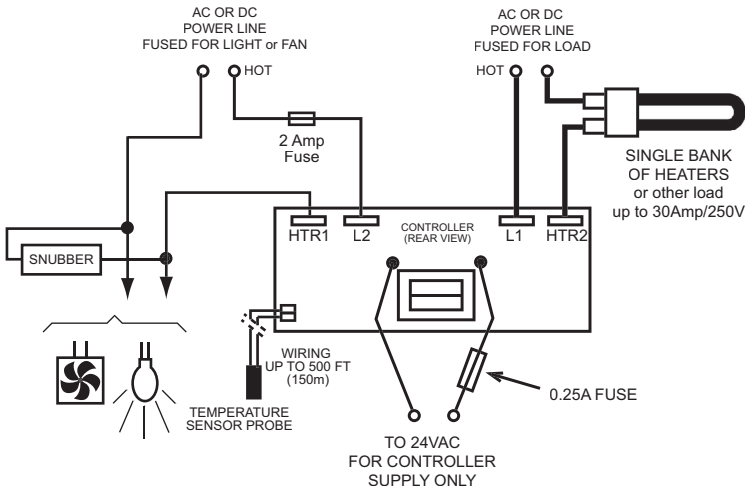 AC OR DC
POWER LINE
FUSED FOR LIGHT or FAN
HOT
2 Amp
Fuse
AC OR DC
POWER LINE
FUSED FOR LOAD
HOT
SINGLE BANK
OF HEATERS
or other load
up to 30Amp/250V
HTR1
L2
CONTROLLER
(REAR VIEW)
L1
HTR2
SNUBBER
WIRING
UP TO 500 FT
(150m)
TEMPERATURE
SENSOR PROBE
0.25A FUSE
TO 24VAC
FOR CONTROLLER
SUPPLY ONLY